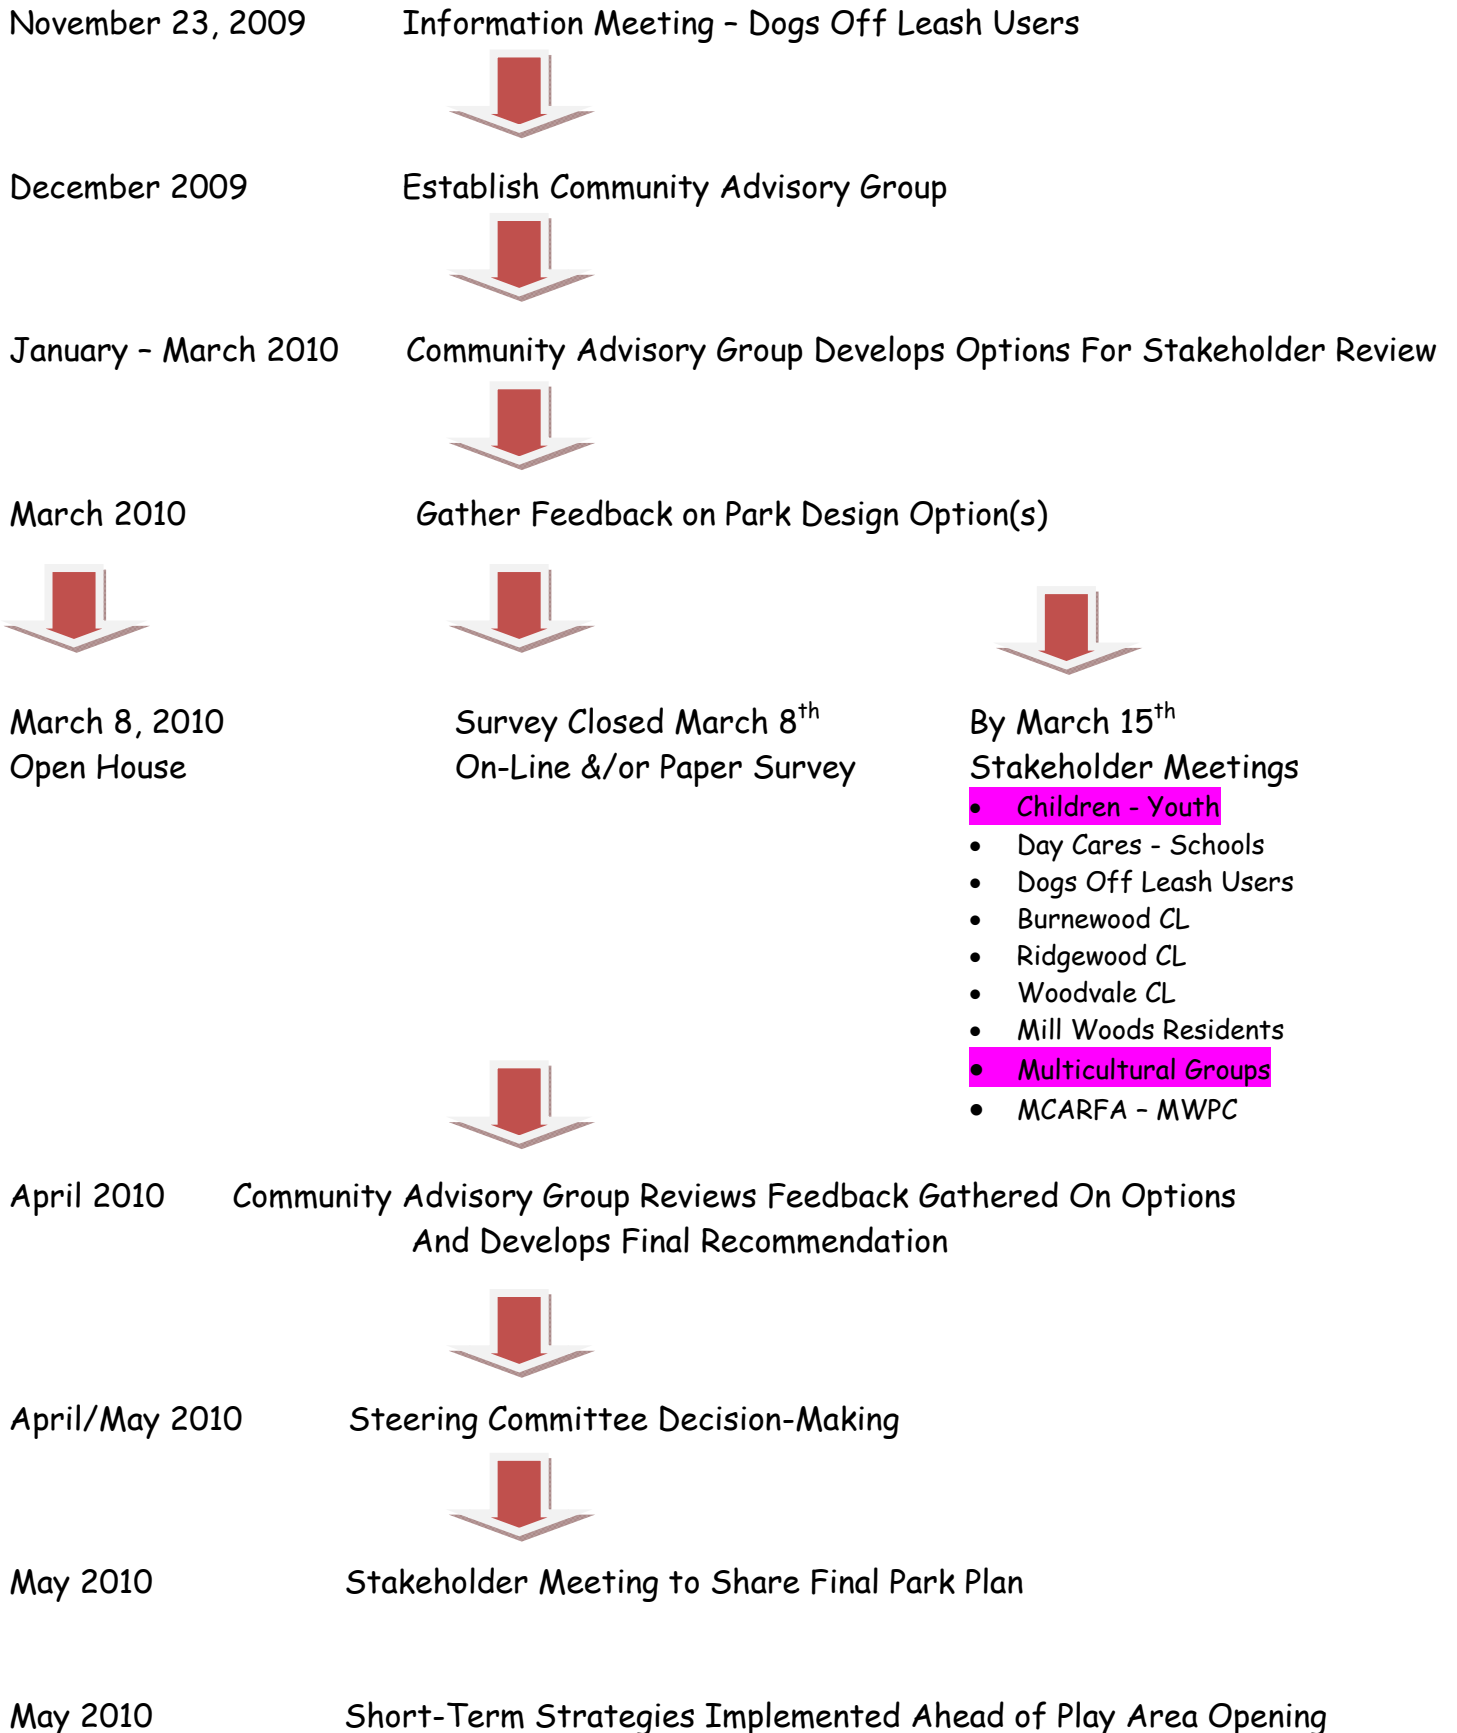 November 23, 2009 Information Meeting – Dogs Off Leash Users
December 2009 Establish Community Advisory Group
January – March 2010 Community Advisory Group Develops Options For Stakeholder Review
March 2010 Gather Feedback on Park Design Option(s)
March 8, 2010
Open House
Survey Closed March 8th
On-Line &/or Paper Survey
By March 15th
Stakeholder Meetings
• Children - Youth
• Day Cares - Schools
• Dogs Off Leash Users
• Burnewood CL
• Ridgewood CL
• Woodvale CL
• Mill Woods Residents
• Multicultural Groups
• MCARFA – MWPC
April 2010 Community Advisory Group Reviews Feedback Gathered On Options
And Develops Final Recommendation
April/May 2010 Steering Committee Decision-Making
May 2010 Stakeholder Meeting to Share Final Park Plan
May 2010 Short-Term Strategies Implemented Ahead of Play Area Opening